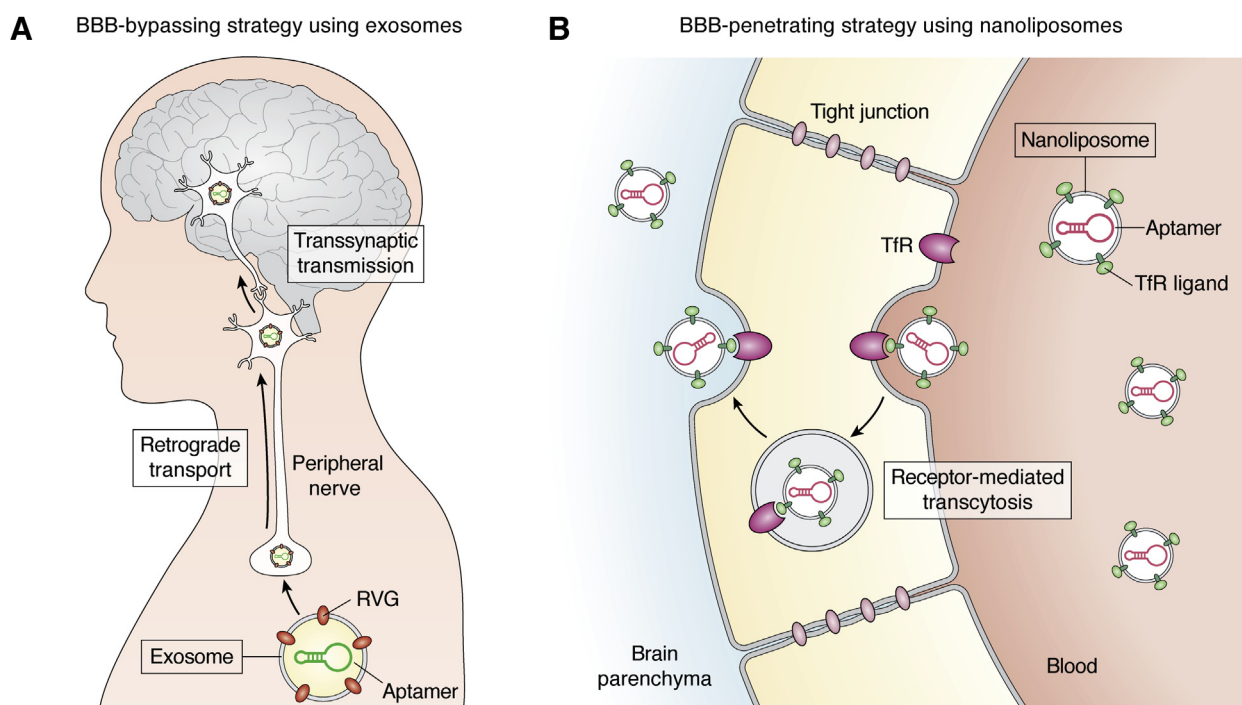 A
BBB-bypassing strategy using exosomes
Transsynaptic
transmission
Retrograde
transport
Peripheral
nerve
RVG
Exosome
Aptamer
B
BBB-penetrating strategy using nanoliposomes
Tight junction
Nanoliposome
TfR
Aptamer
TfR ligand
Receptor-mediated
transcytosis
Brain
parenchyma
Blood